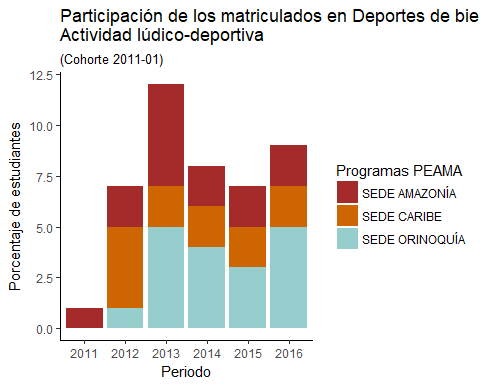 Participación de los matriculados en Deportes de bie
Actividad lúdico-deportiva
(Cohorte 2011-01)
Porcentaje de estudiantes
12.5
10.0
7.5
5.0
2.5
0.0
2011 2012 2013 2014 2015 2016
Periodo
Programas PEAMA
SEDE AMAZONÍA
SEDE CARIBE
SEDE ORINOQUÍA